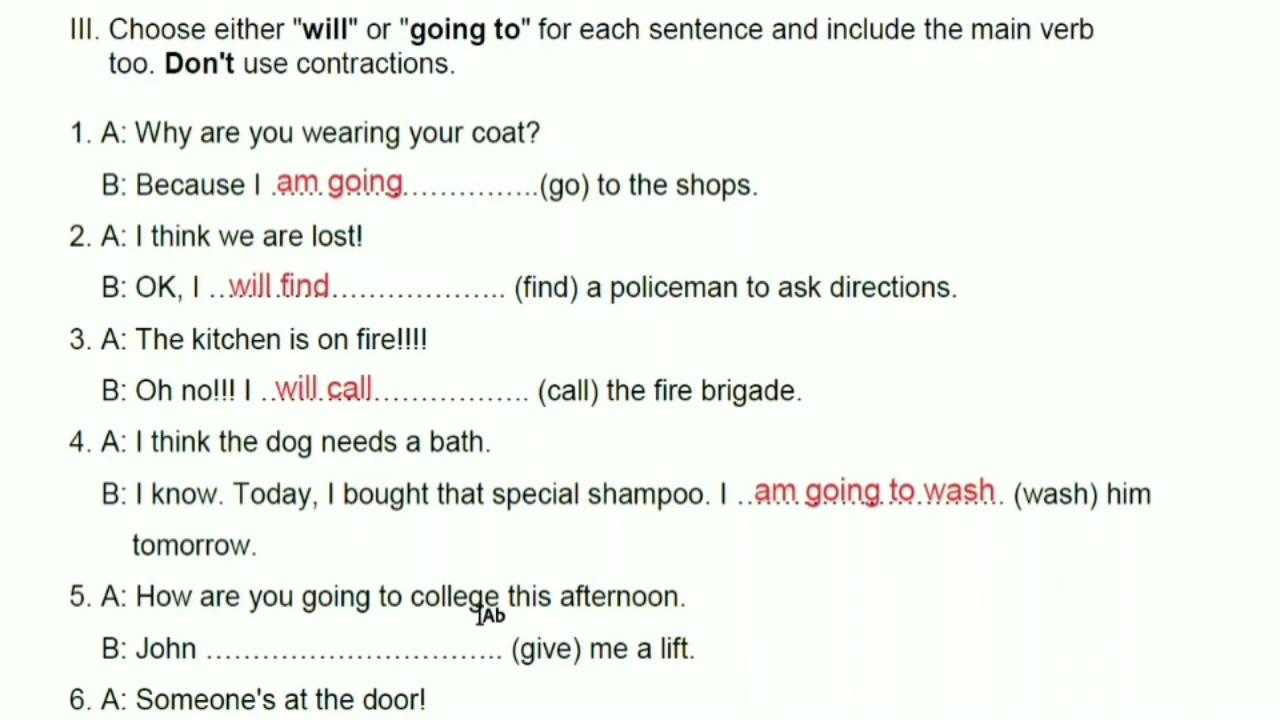 III. Choose either "will" or "going to" for each sentence and include the main verb
too. Don't use contractions.
1. A: Why are you wearing your coat?
B: Because I .am going...............(go) to the shops.
2. A: I think we are lost!
B: OK, I ..will find................... (find) a policeman to ask directions.
3. A: The kitchen is on fire!!!!
B: Oh no!!! I ..will call................. (call) the fire brigade.
4. A: I think the dog needs a bath.
B: I know. Today, I bought that special shampoo. I ..am going to wash. (wash) him
tomorrow.
5. A: How are you going to college this afternoon.
Ab
B: John ................................ (give) me a lift.
6. A: Someone's at the door!